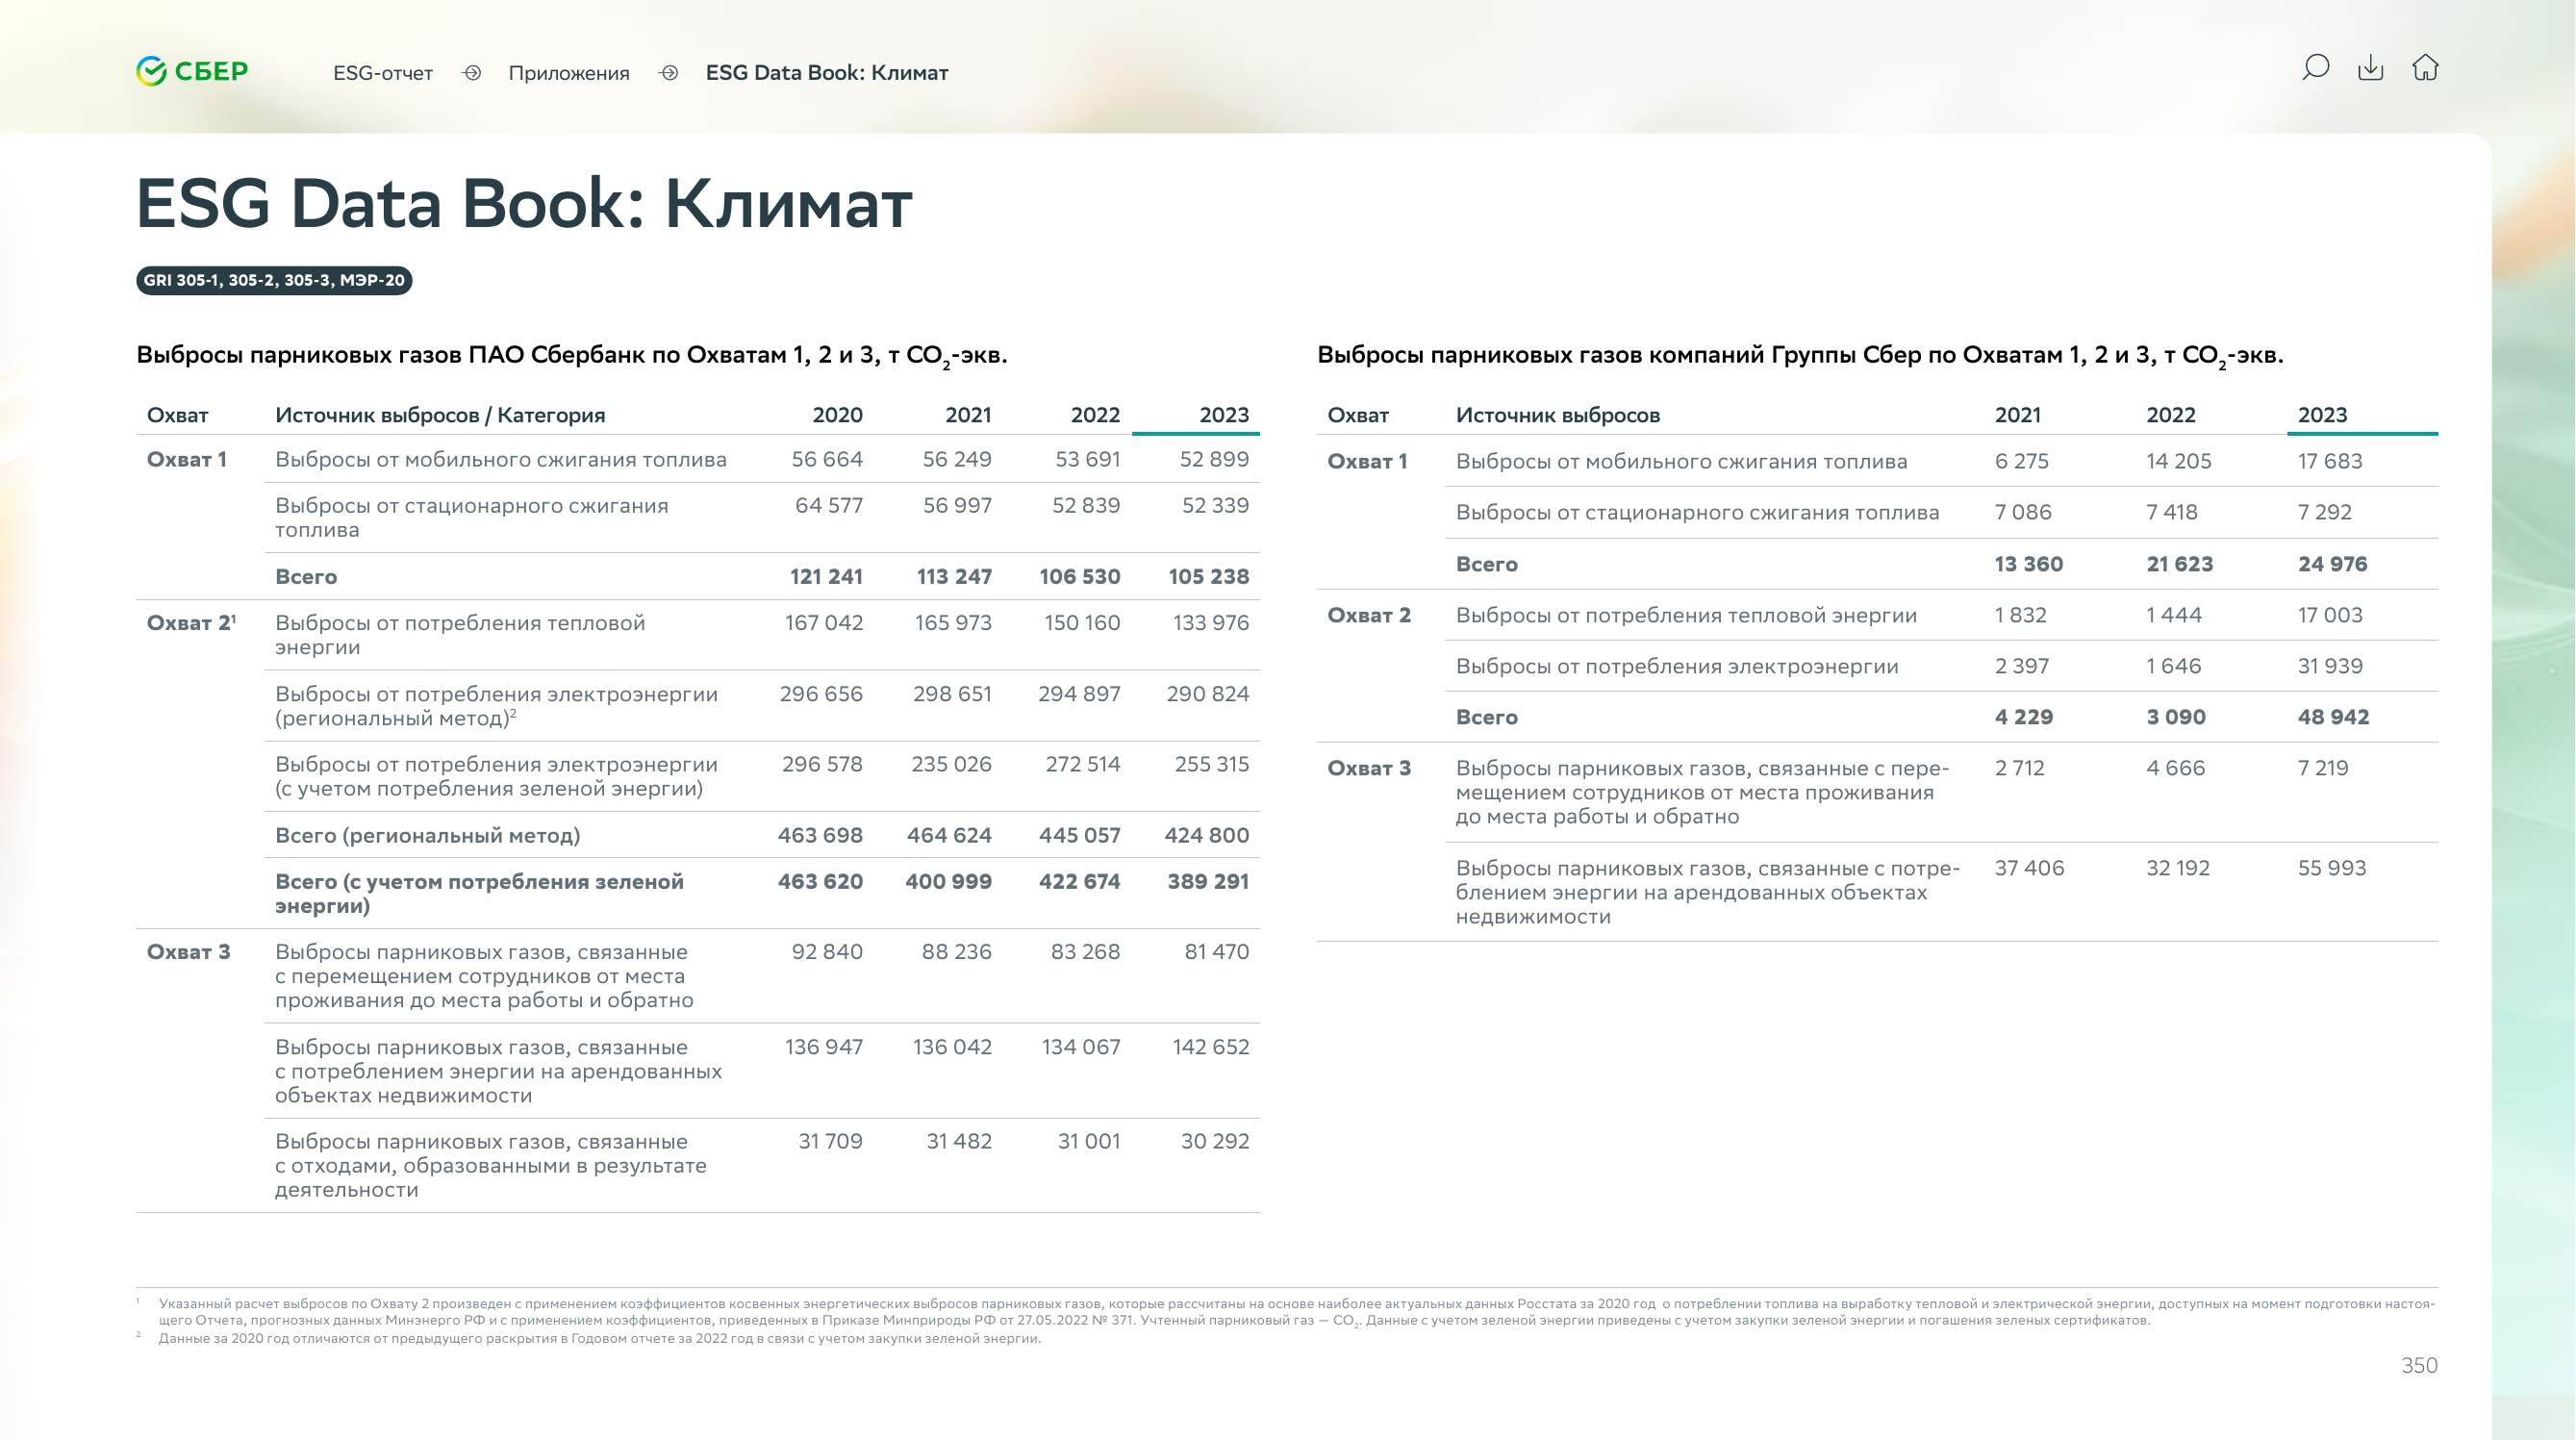 СБЕР
ESG-отчет Приложения ESG Data Book: Климат
ESG Data Book: Климат
GRI 305-1, 305-2, 305-3, МЭР-20
Выбросы парниковых газов ПАО Сбербанк по Охватам 1, 2 и 3, т CO2-экв.
Охват Источник выбросов / Категория 2020 2021 2022 2023
Охват 1 Выбросы от мобильного сжигания топлива 56 664 56 249 53 691 52 899
Выбросы от стационарного сжигания 64 577 56 997 52 839 52 339
топлива
Всего 121 241 113 247 106 530 105 238
Охват 2¹ Выбросы от потребления тепловой 167 042 165 973 150 160 133 976
энергии
Выбросы от потребления электроэнергии 296 656 298 651 294 897 290 824
(региональный метод)²
Выбросы от потребления электроэнергии 296 578 235 026 272 514 255 315
(с учетом потребления зеленой энергии)
Всего (региональный метод) 463 698 464 624 445 057 424 800
Всего (с учетом потребления зеленой 463 620 400 999 422 674 389 291
энергии)
Охват 3 Выбросы парниковых газов, связанные 92 840 88 236 83 268 81 470
с перемещением сотрудников от места
проживания до места работы и обратно
Выбросы парниковых газов, связанные 136 947 136 042 134 067 142 652
с потреблением энергии на арендованных
объектах недвижимости
Выбросы парниковых газов, связанные 31 709 31 482 31 001 30 292
с отходами, образованными в результате
деятельности
Выбросы парниковых газов компаний Группы Сбер по Охватам 1, 2 и 3, т CO2-экв.
Охват Источник выбросов 2021 2022 2023
Охват 1 Выбросы от мобильного сжигания топлива 6 275 14 205 17 683
Выбросы от стационарного сжигания топлива 7 086 7 418 7 292
Всего 13 360 21 623 24 976
Охват 2 Выбросы от потребления тепловой энергии 1 832 1 444 17 003
Выбросы от потребления электроэнергии 2 397 1 646 31 939
Всего 4 229 3 090 48 942
Охват 3 Выбросы парниковых газов, связанные с пере- 2 712 4 666 7 219
мещением сотрудников от места проживания
до места работы и обратно
Выбросы парниковых газов, связанные с потре- 37 406 32 192 55 993
блением энергии на арендованных объектах
недвижимости
¹ Указанный расчет выбросов по Охвату 2 произведен с применением коэффициентов косвенных энергетических выбросов парниковых газов, которые рассчитаны на основе наиболее актуальных данных Росстата за 2020 год о потреблении топлива на выработку тепловой и электрической энергии, доступных на момент подготовки настоя-
щего Отчета, прогнозных данных Минэнерго РФ и с применением коэффициентов, приведенных в Приказе Минприроды РФ от 27.05.2022 № 371. Учтенный парниковый газ — CO2. Данные с учетом зеленой энергии приведены с учетом закупки зеленой энергии и погашения зеленых сертификатов.
² Данные за 2020 год отличаются от предыдущего раскрытия в Годовом отчете за 2022 год в связи с учетом закупки зеленой энергии.
350